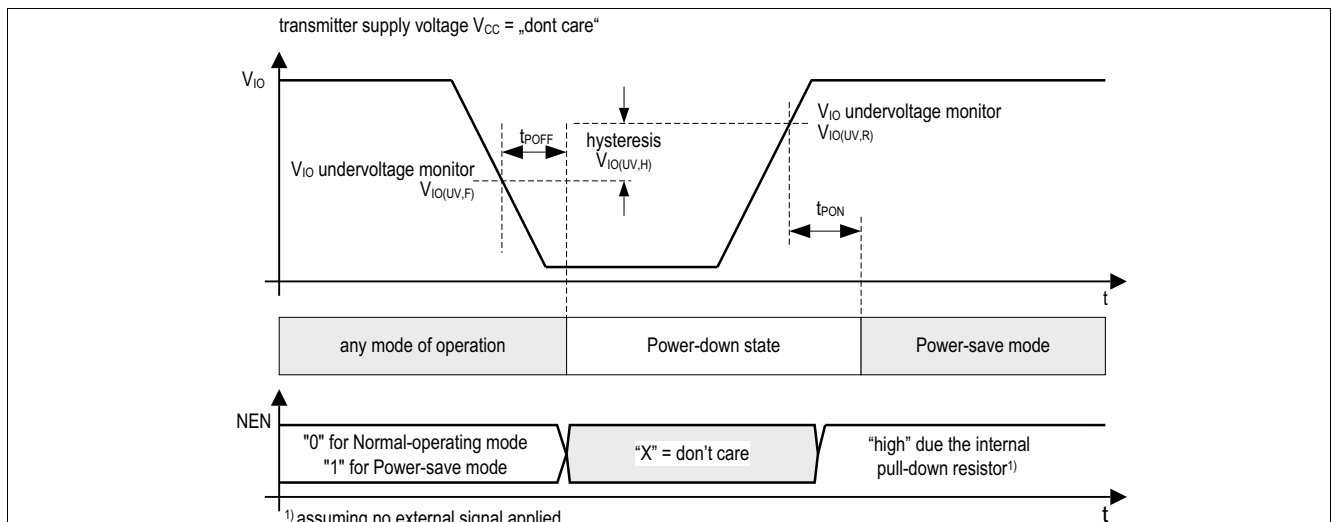 transmitter supply voltage VCC = „dont care“
VIO
tPOFF
hysteresis
VIO(UV,H)
VIO undervoltage monitor
VIO(UV,R)
VIO undervoltage monitor
VIO(UV,F)
tPON
t
any mode of operation
Power-down state
Power-save mode
NEN
"0" for Normal-operating mode
"1" for Power-save mode
“X” = don’t care
“high” due the internal
pull-down resistor1)
1) assuming no external signal applied
t